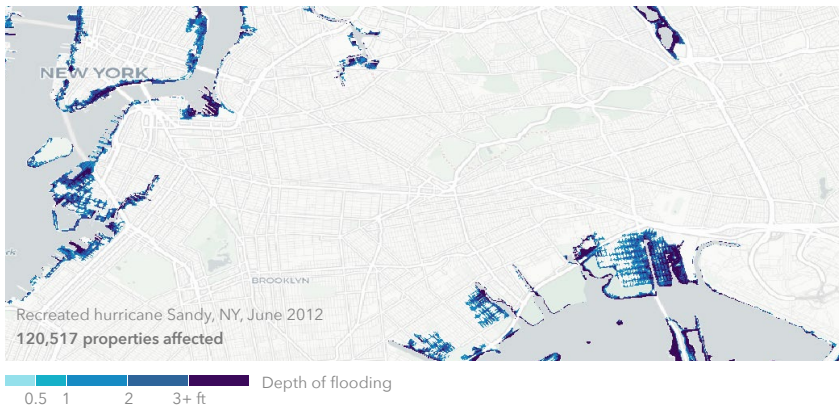 NEW YORK
BROOKLYN
Recreated hurricane Sandy, NY, June 2012
120,517 properties affected
Depth of flooding
0.5 1 2 3+ ft